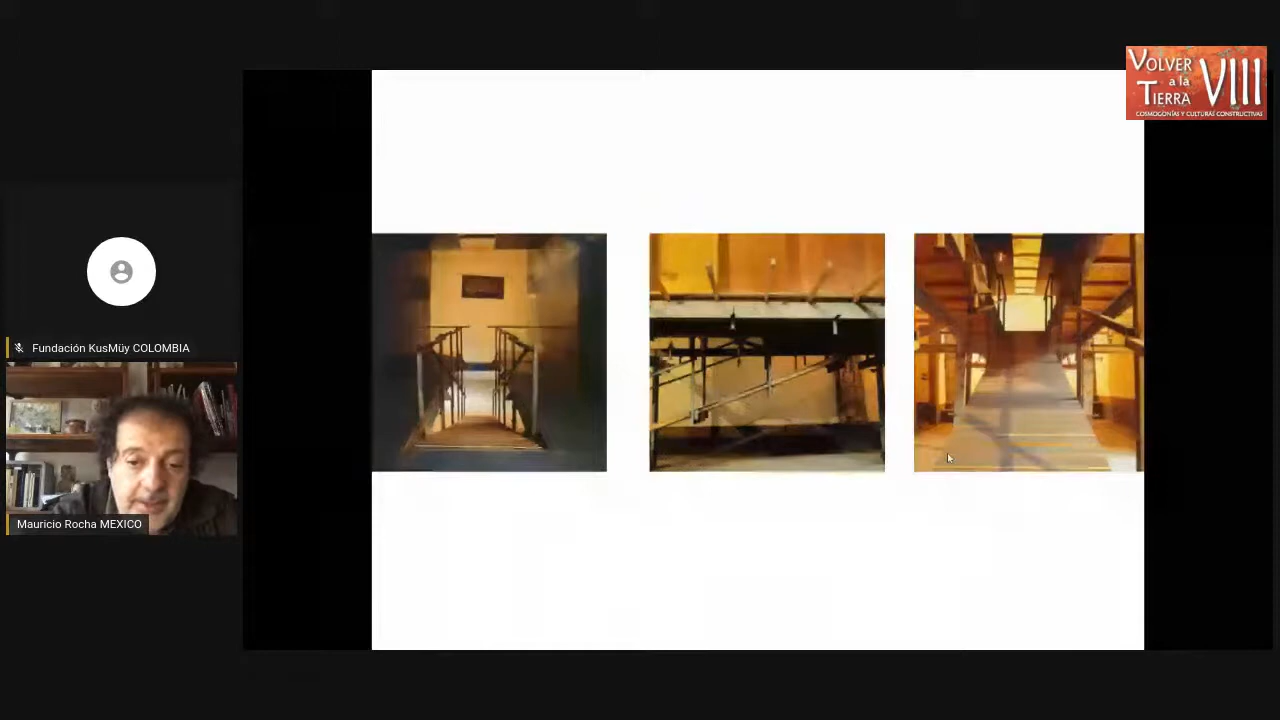 VOLVER
a la
TIERRA
VIII
COSMOGONÍAS Y CULTURAS CONSTRUCTIVAS
Fundación KusMüy COLOMBIA
Mauricio Rocha MEXICO